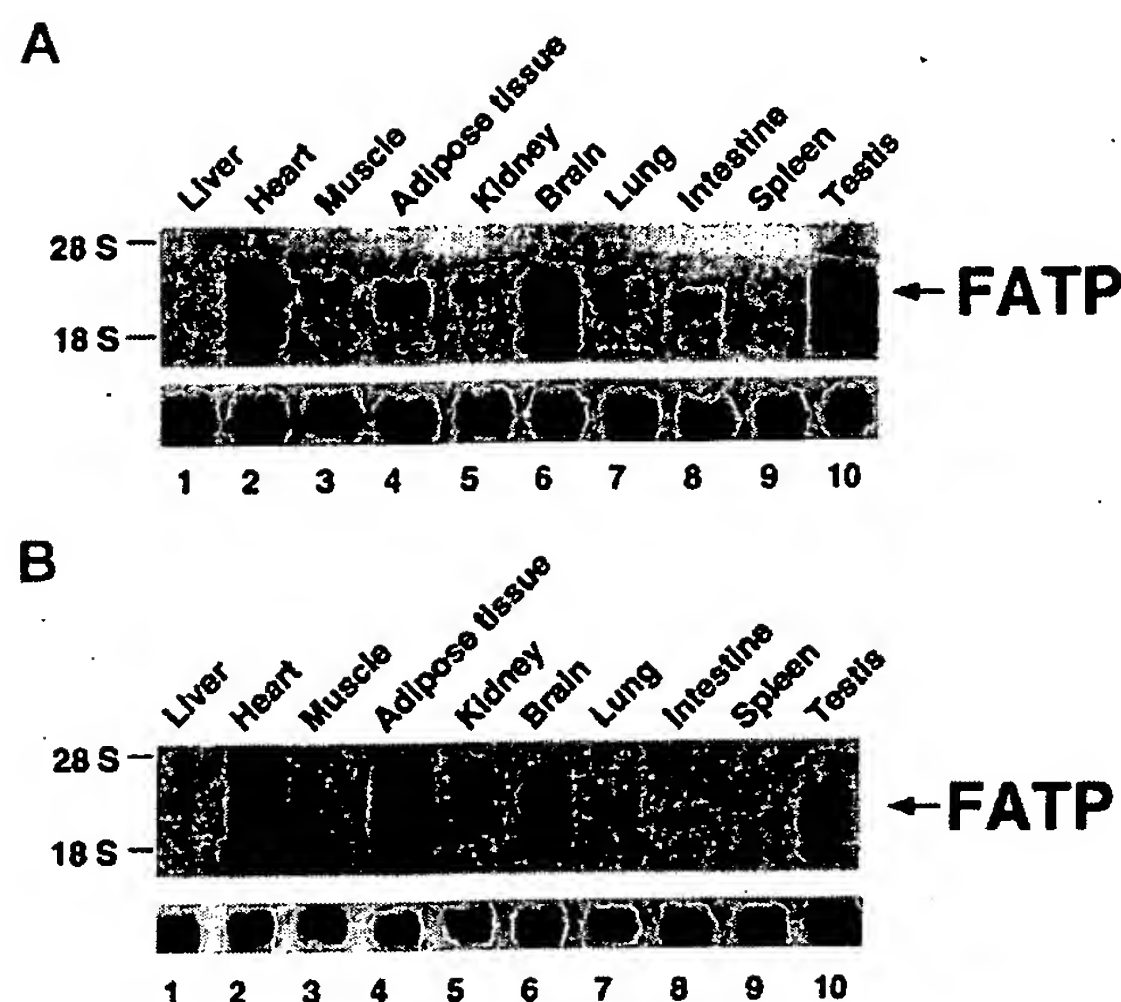 A
Liver Heart Muscle Adipose tissue Kidney Brain Lung Intestine Spleen Testis
28 S
FATP
18 S
1 2 3 4 5 6 7 8 9 10
B
Liver Heart Muscle Adipose tissue Kidney Brain Lung Intestine Spleen Testis
28 S
FATP
18 S
1 2 3 4 5 6 7 8 9 10